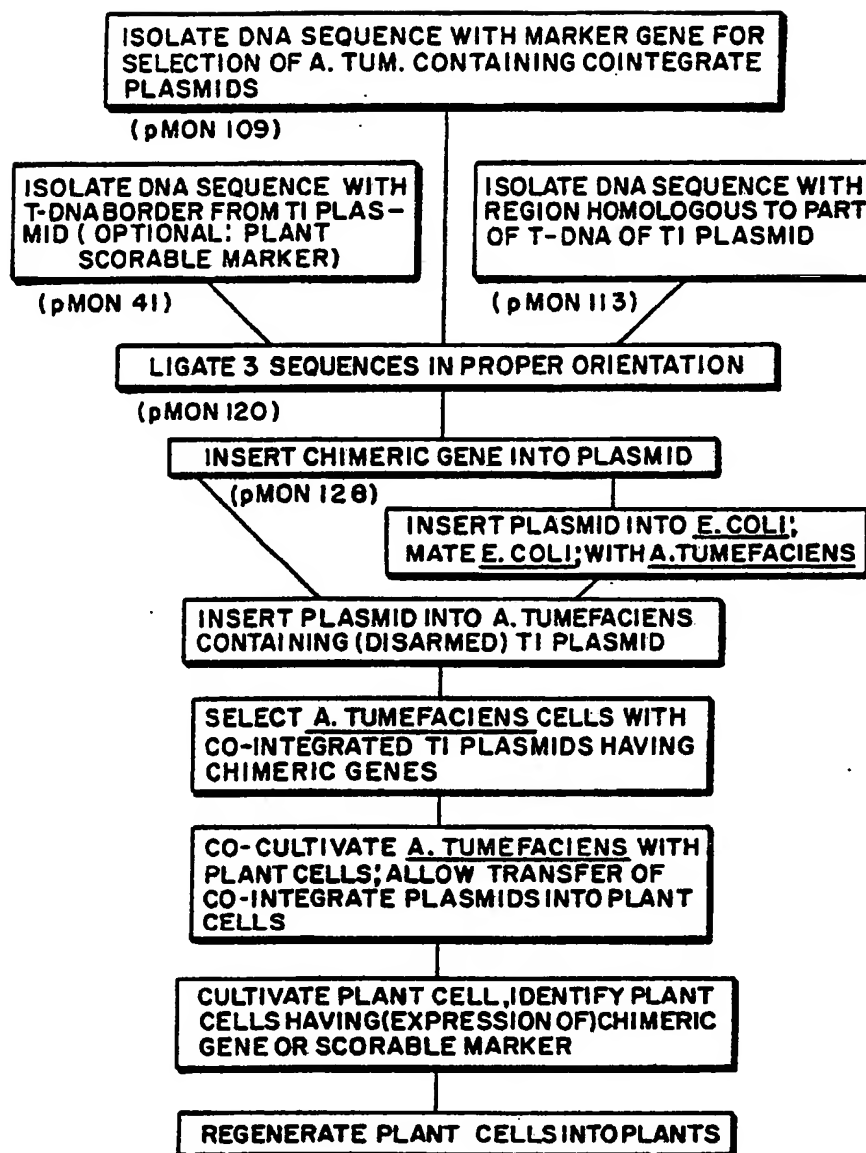 ISOLATE DNA SEQUENCE WITH MARKER GENE FOR
SELECTION OF A. TUM. CONTAINING COINTEGRATE
PLASMIDS
(pMON 109)
ISOLATE DNA SEQUENCE WITH
T-DNA BORDER FROM TI PLAS-
MID (OPTIONAL: PLANT
SCORABLE MARKER)
(pMON 41)
ISOLATE DNA SEQUENCE WITH
REGION HOMOLOGOUS TO PART
OF T-DNA OF TI PLASMID
(pMON 113)
LIGATE 3 SEQUENCES IN PROPER ORIENTATION
(pMON 120)
INSERT CHIMERIC GENE INTO PLASMID
(pMON 128)
INSERT PLASMID INTO E. COLI;
MATE E. COLI; WITH A. TUMEFACIENS
INSERT PLASMID INTO A. TUMEFACIENS
CONTAINING (DISARMED) TI PLASMID
SELECT A. TUMEFACIENS CELLS WITH
CO-INTEGRATED TI PLASMIDS HAVING
CHIMERIC GENES
CO-CULTIVATE A. TUMEFACIENS WITH
PLANT CELLS; ALLOW TRANSFER OF
CO-INTEGRATE PLASMIDS INTO PLANT
CELLS
CULTIVATE PLANT CELL, IDENTIFY PLANT
CELLS HAVING (EXPRESSION OF) CHIMERIC
GENE OR SCORABLE MARKER
REGENERATE PLANT CELLS INTO PLANTS